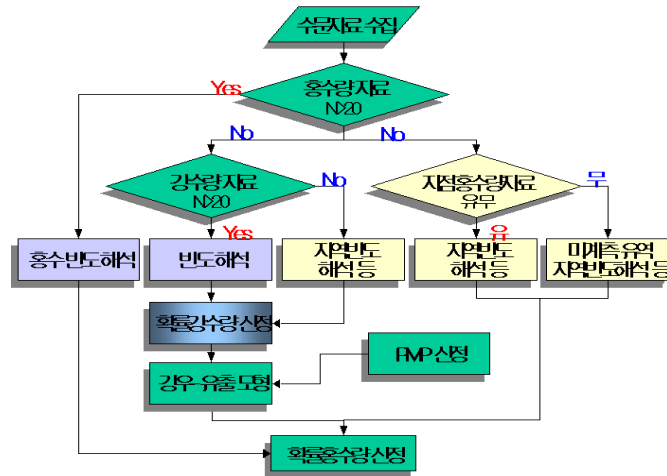 수문자료 수집
Yes
홍수량 자료
N>20
No
No
강수량 자료
N>20
No
지점홍수량자료
유무
무
Yes
유
홍수 빈도 해석
빈도 해석
지역빈도
해석 등
지역빈도
해석 등
미계측 유역
지역빈도해석 등
확률강수량 산정
PMP 산정
강우-유출 모형
확률홍수량 산정